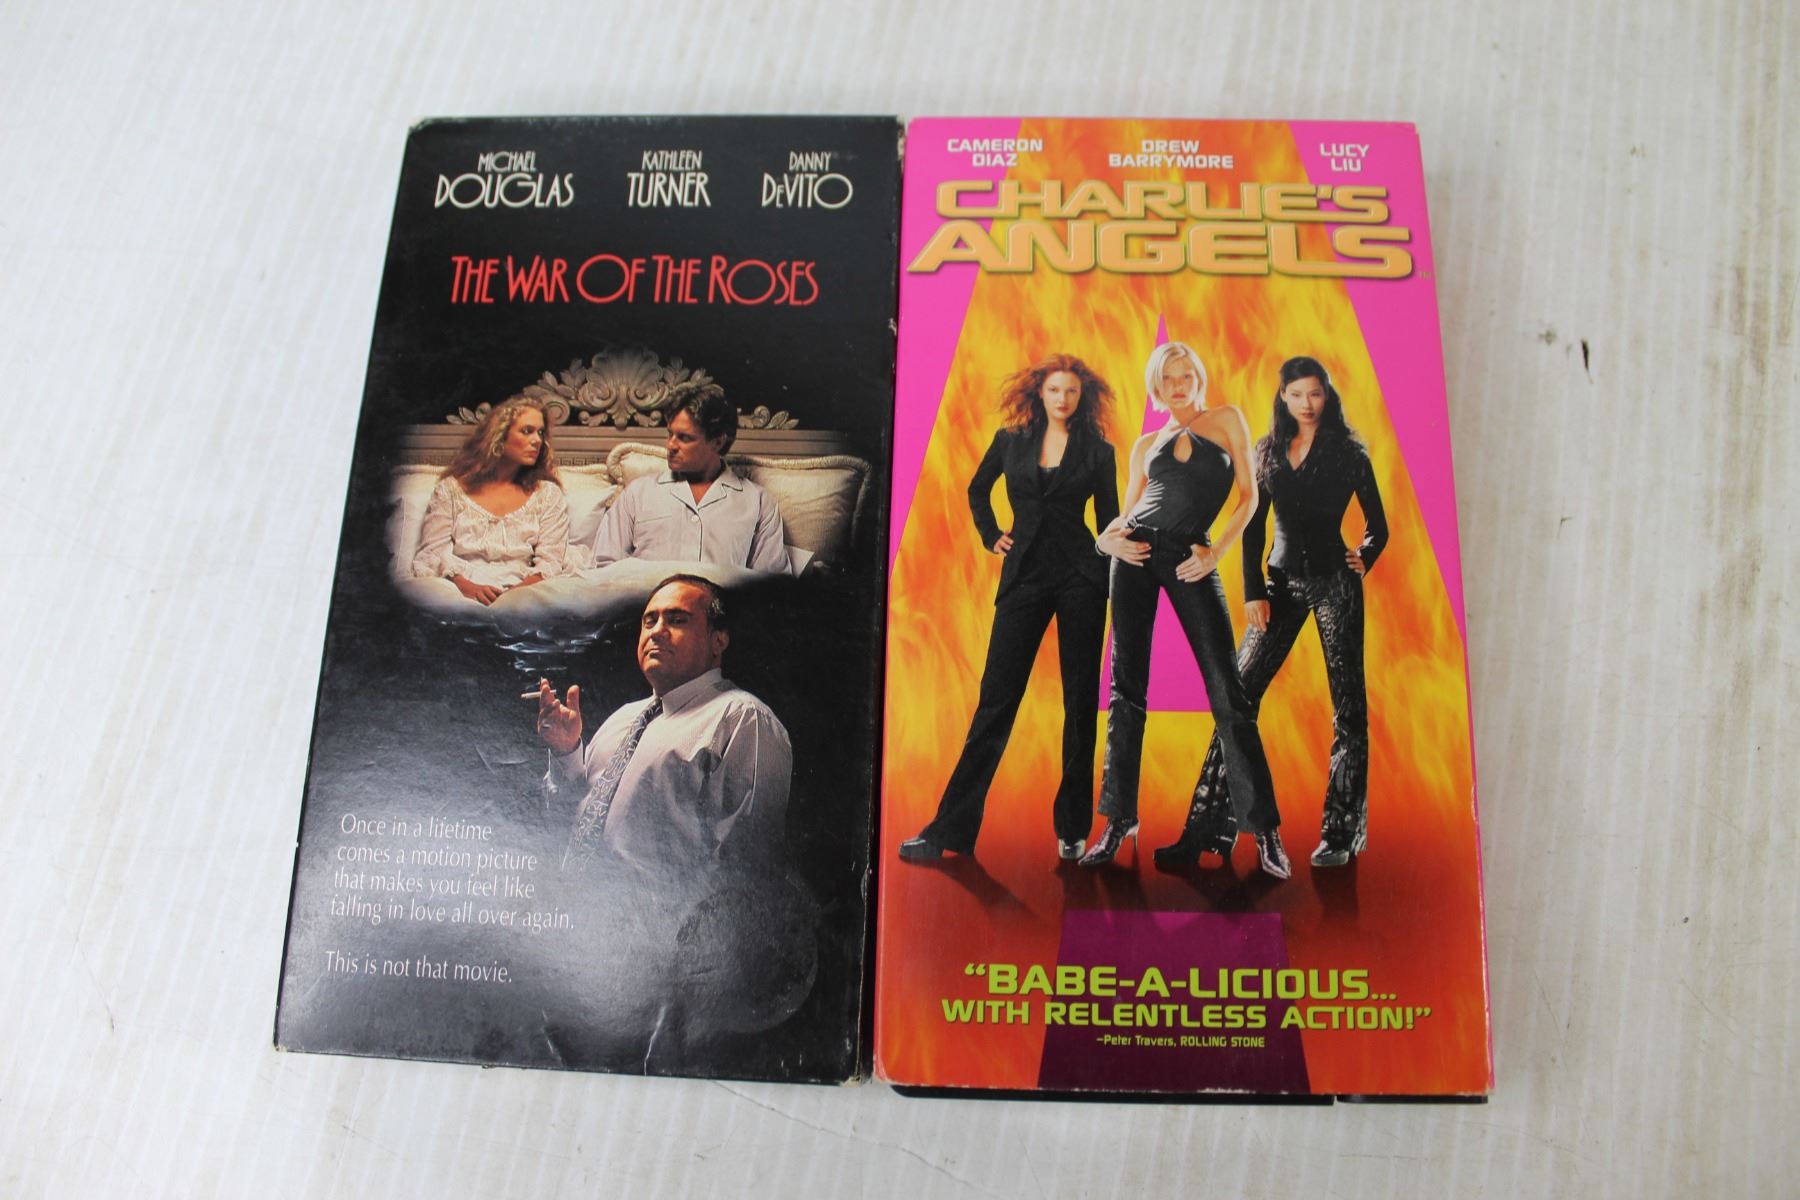 MICHAEL
DOUGLAS
KATHLEEN
TURNER
DANNY
DeVITO
THE WAR OF THE ROSES
Once in a lifetime
comes a motion picture
that makes you feel like
falling in love all over again.
This is not that movie.
CAMERON
DIAZ
DREW
BARRYMORE
LUCY
LIU
CHARLIE'S
ANGELS™
“BABE-A-LICIOUS...
WITH RELENTLESS ACTION!”
–Peter Travers, ROLLING STONE